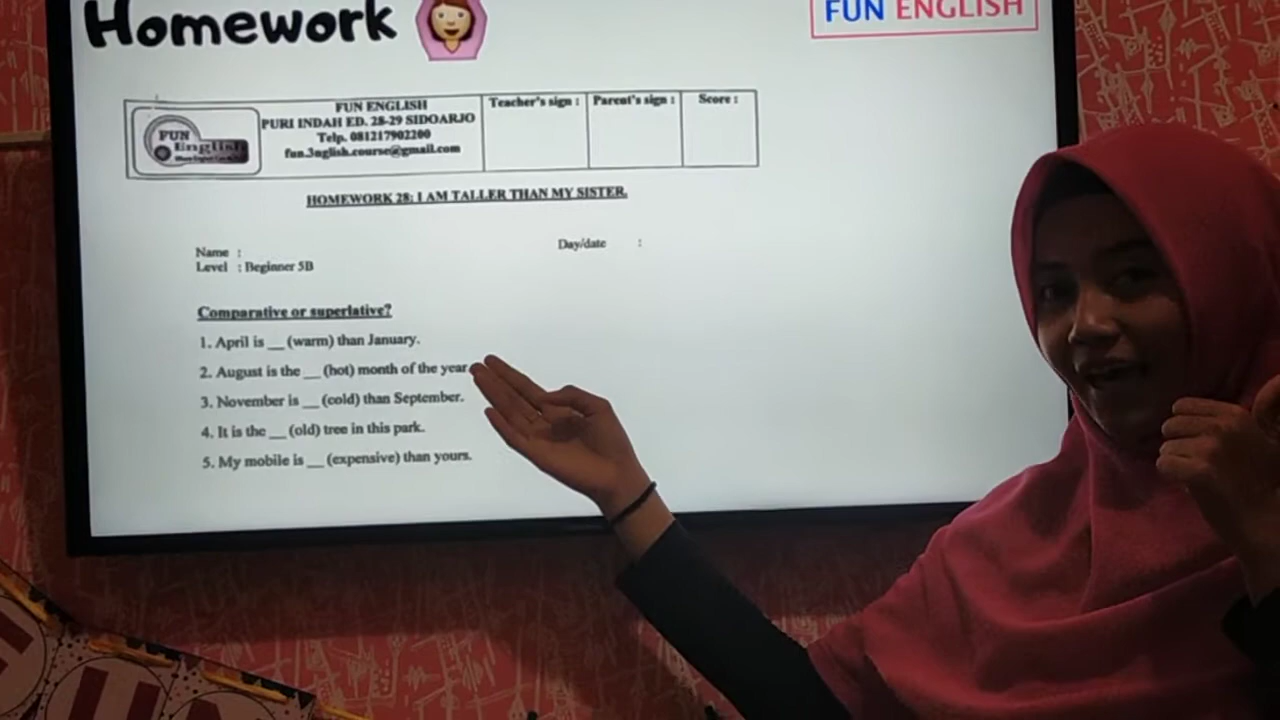 Homework
FUN ENGLISH
FUN ENGLISH
PURI INDAH ED. 28-29 SIDOARJO
Telp. 081217902200
fun.3nglish.course@gmail.com
Teacher's sign :
Parent's sign :
Score :
FUN
English
HOMEWORK 28: I AM TALLER THAN MY SISTER.
Name :
Day/date :
Level : Beginner 5B
Comparative or superlative?
1. April is __ (warm) than January.
2. August is the __ (hot) month of the year
3. November is __ (cold) than September.
4. It is the __ (old) tree in this park.
5. My mobile is __ (expensive) than yours.